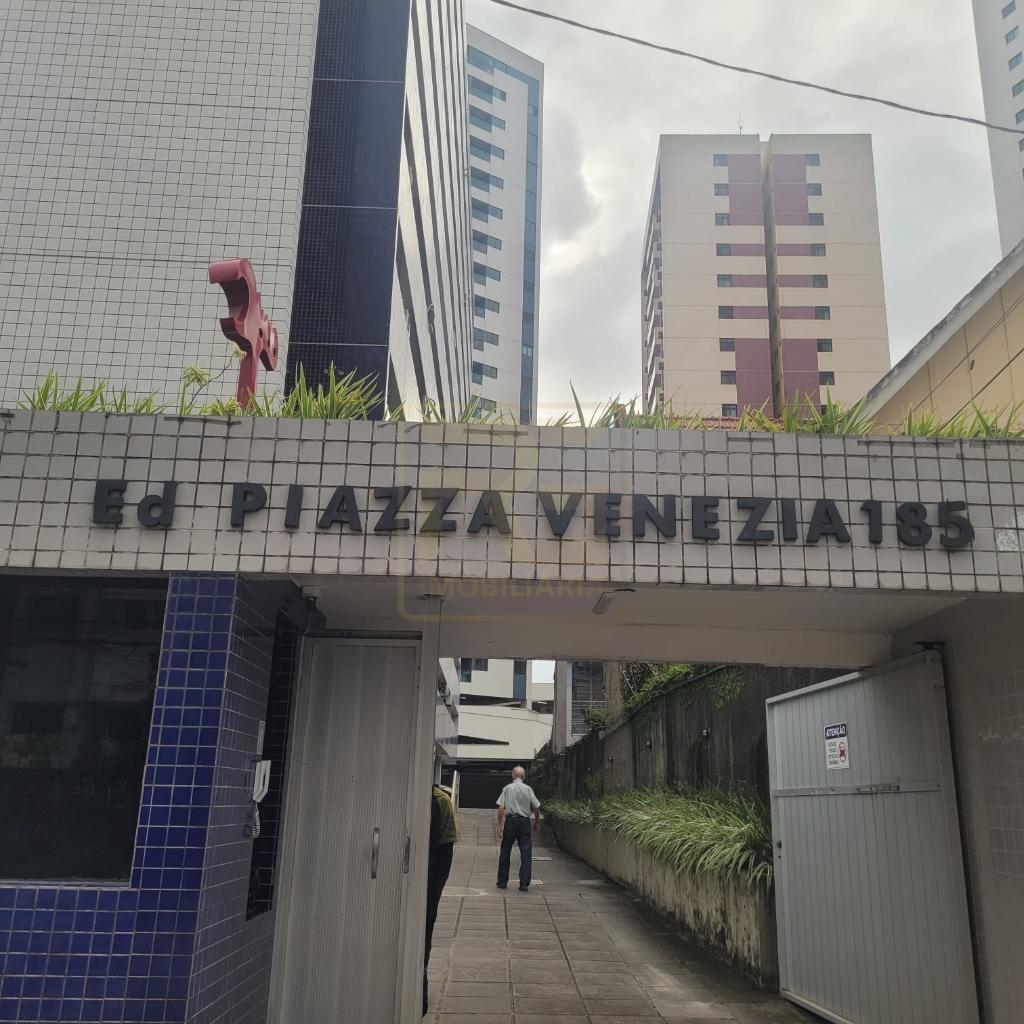 Ed PIAZZA VENEZIA 185
IMOBILIARIA
ATENÇÃO